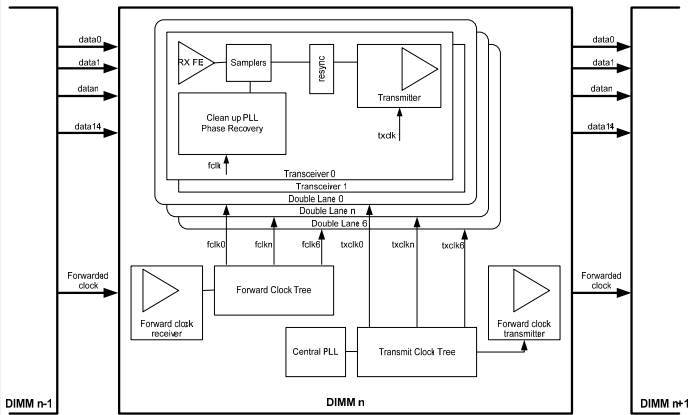 data0
data1
datan
data14
Forwarded
clock
DIMM n-1
RX FE
Samplers
resync
Transmitter
Clean up PLL
Phase Recovery
fclk
txclk
Transceiver 0
Transceiver 1
Double Lane 0
Double Lane n
Double Lane 6
fclk0
fclkn
fclk6
txclk0
txclkn
txclk6
Forward clock
receiver
Forward Clock Tree
Central PLL
Transmit Clock Tree
Forward clock
transmitter
DIMM n
data0
data1
datan
data14
Forwarded
clock
DIMM n+1